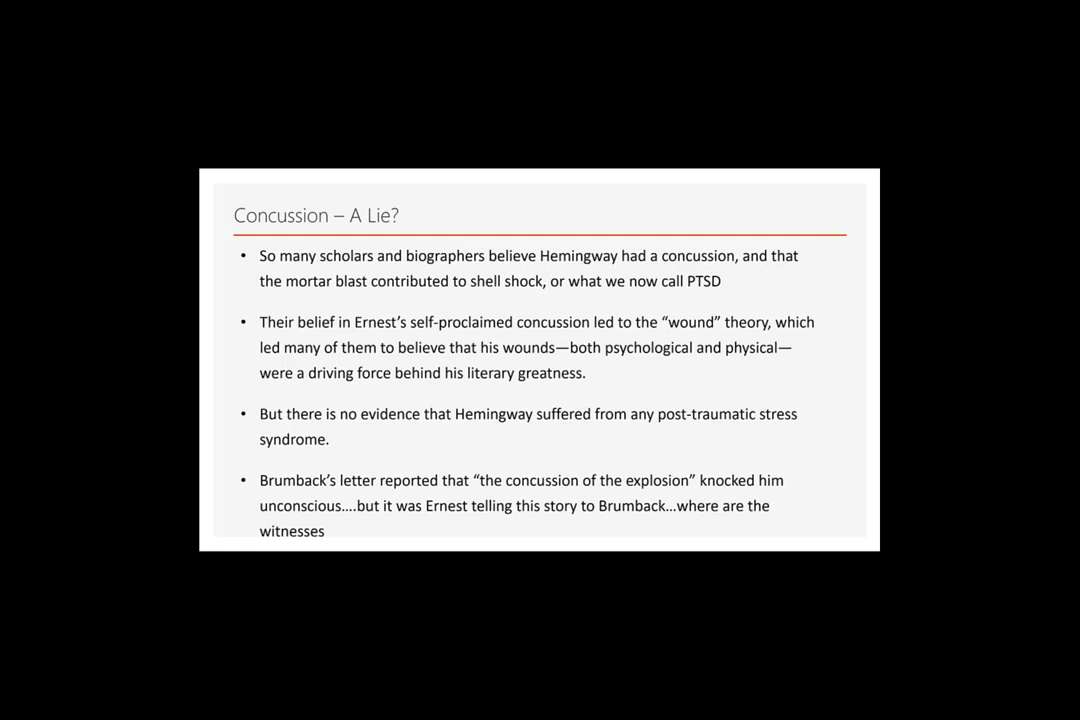 Concussion – A Lie?
• So many scholars and biographers believe Hemingway had a concussion, and that
the mortar blast contributed to shell shock, or what we now call PTSD
• Their belief in Ernest’s self-proclaimed concussion led to the “wound” theory, which
led many of them to believe that his wounds—both psychological and physical—
were a driving force behind his literary greatness.
• But there is no evidence that Hemingway suffered from any post-traumatic stress
syndrome.
• Brumback’s letter reported that “the concussion of the explosion” knocked him
unconscious….but it was Ernest telling this story to Brumback…where are the
witnesses